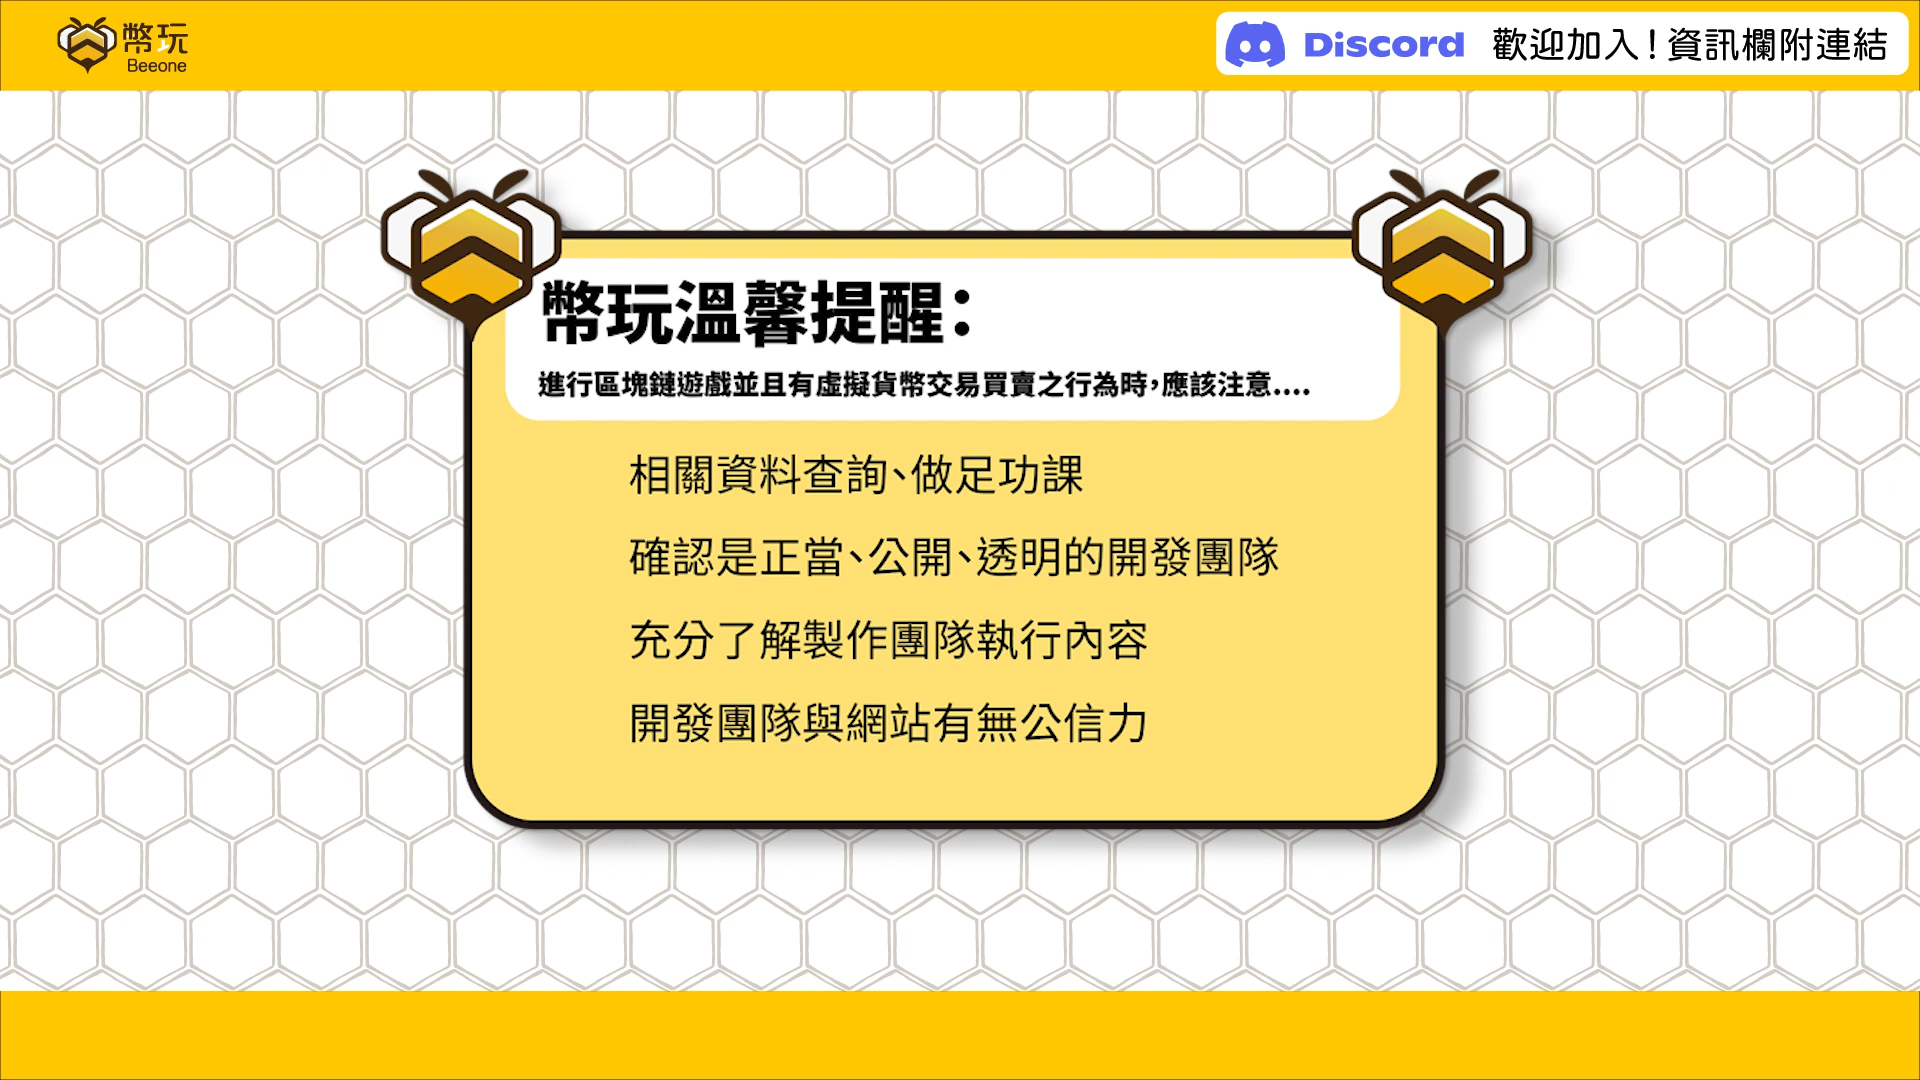 幣玩
Beeone
Discord 歡迎加入！資訊欄附連結
幣玩溫馨提醒：
進行區塊鏈遊戲並且有虛擬貨幣交易買賣之行為時，應該注意....
相關資料查詢、做足功課
確認是正當、公開、透明的開發團隊
充分了解製作團隊執行內容
開發團隊與網站有無公信力